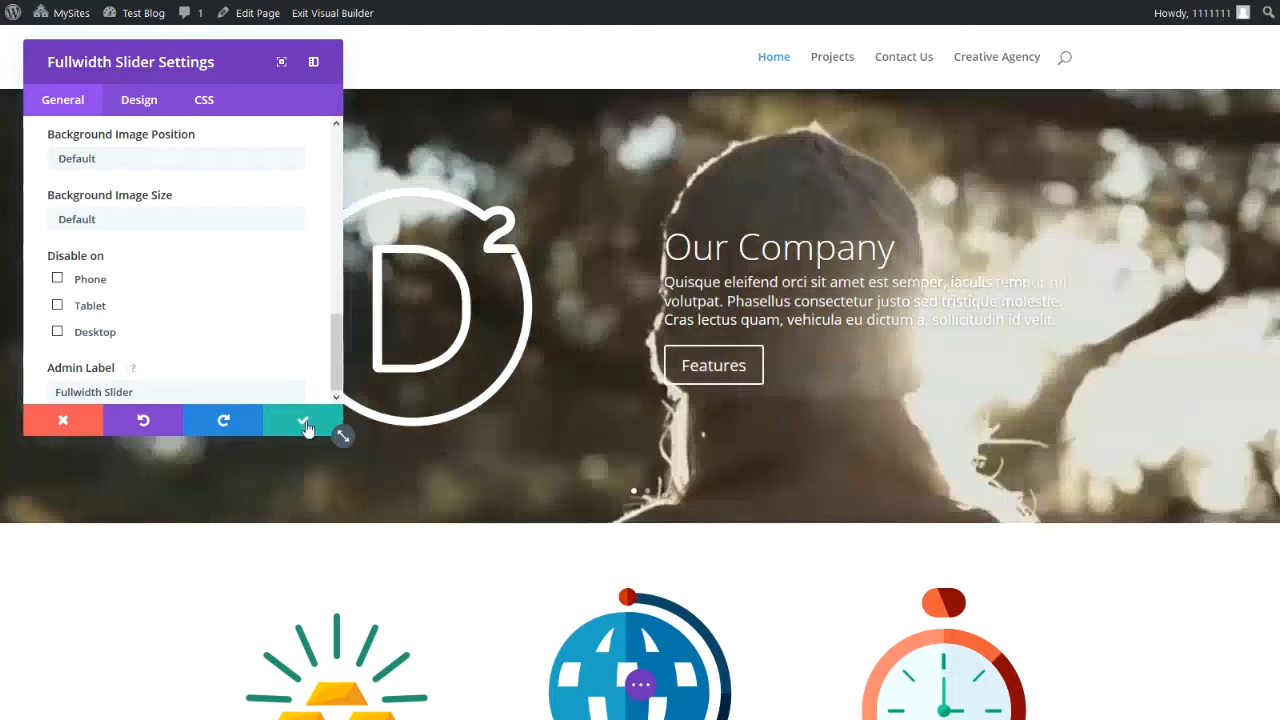 MySites Test Blog 1 Edit Page Exit Visual Builder Howdy, 1111111
Fullwidth Slider Settings
Home Projects Contact Us Creative Agency
General Design CSS
Background Image Position
Default
Background Image Size
Default
Disable on
Phone
Tablet
Desktop
Admin Label ?
Fullwidth Slider
D2
Our Company
Quisque eleifend orci sit amet est semper, iaculis tempor mi
volutpat. Phasellus consectetur justo sed tristique molestie.
Cras lectus quam, vehicula eu dictum a, sollicitudin id velit.
Features